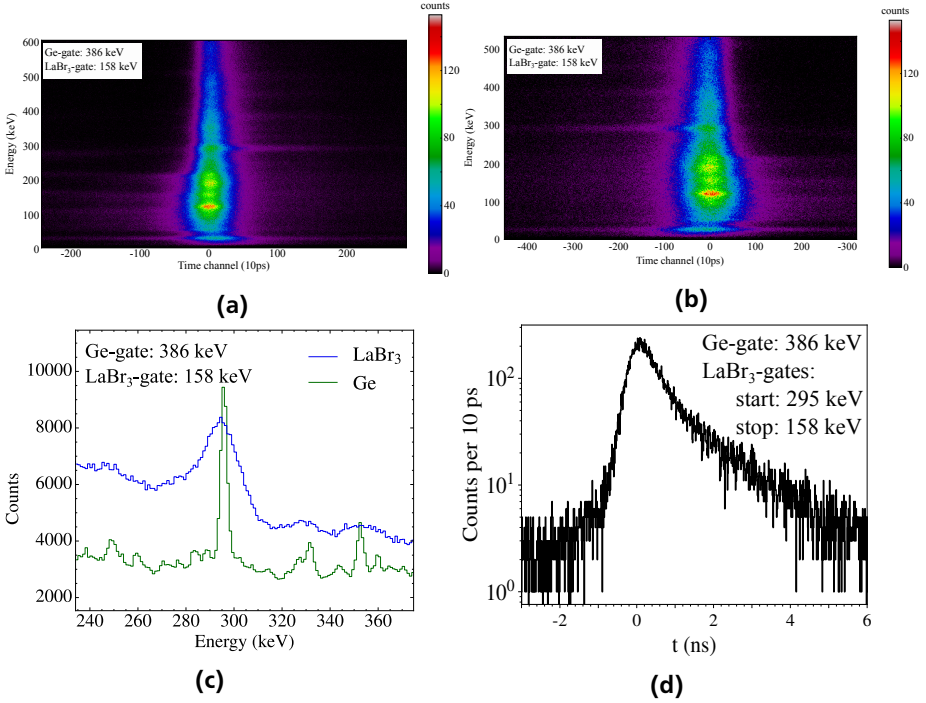 counts
600
500
400
300
200
100
0
Energy (keV)
Ge-gate: 386 keV
LaBr₃-gate: 158 keV
-200
-100
0
100
200
Time channel (10ps)
120
80
40
0
(a)
counts
500
400
300
200
100
0
Energy (keV)
Ge-gate: 386 keV
LaBr₃-gate: 158 keV
-400
-300
-200
-100
0
100
200
300
Time channel (10ps)
120
80
40
0
(b)
Ge-gate: 386 keV
LaBr₃-gate: 158 keV
LaBr₃
Ge
10000
8000
6000
4000
2000
Counts
240
260
280
300
320
340
360
Energy (keV)
(c)
Ge-gate: 386 keV
LaBr₃-gates:
start: 295 keV
stop: 158 keV
10²
10¹
10⁰
Counts per 10 ps
-2
0
2
4
6
t (ns)
(d)